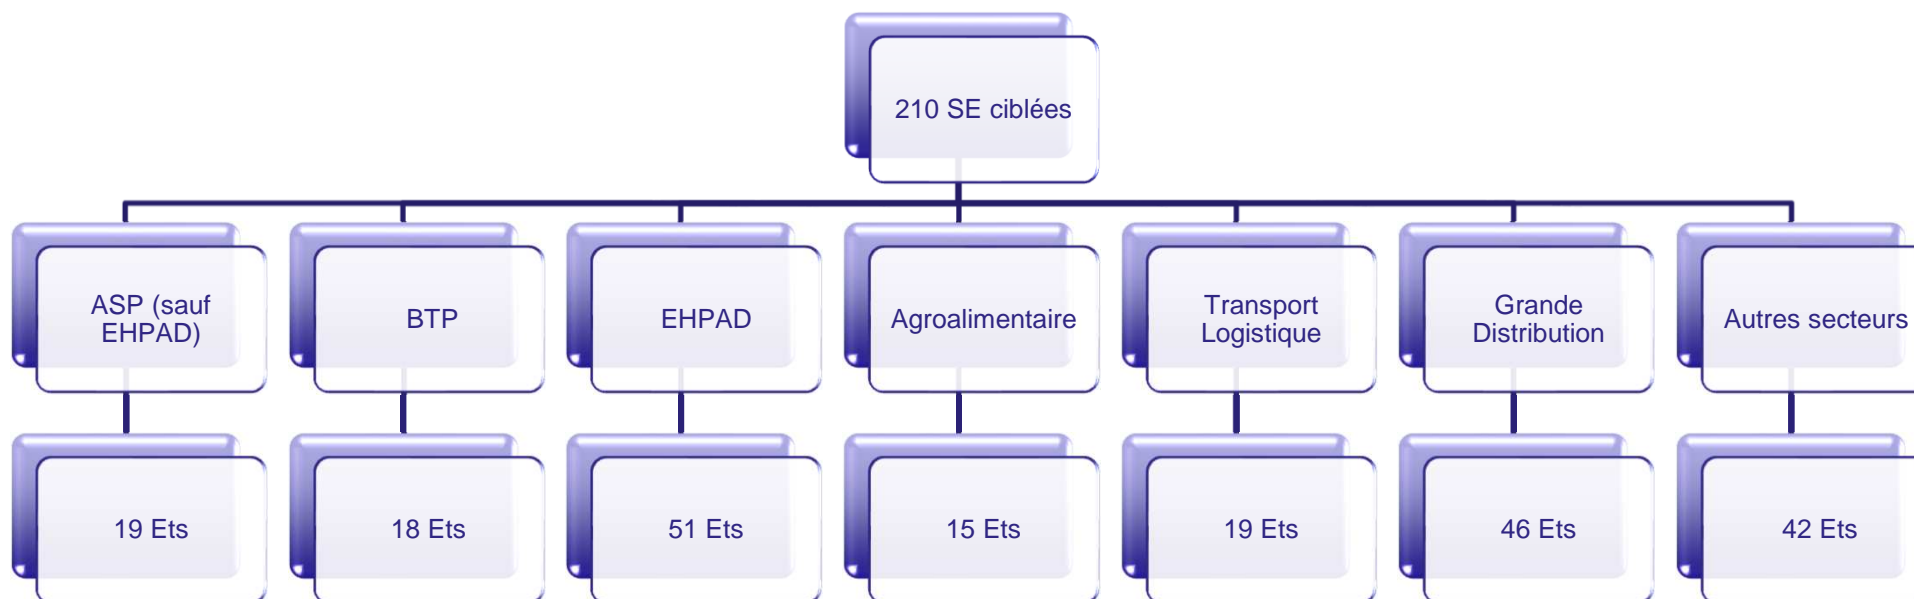 210 SE ciblées
ASP (sauf
EHPAD)
BTP
EHPAD
Agroalimentaire
Transport
Logistique
Grande
Distribution
Autres secteurs
19 Ets
18 Ets
51 Ets
15 Ets
19 Ets
46 Ets
42 Ets